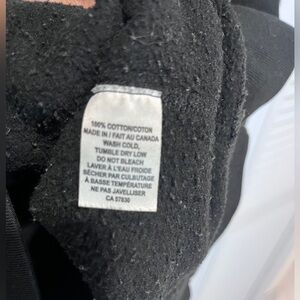 100% COTTON/COTON
MADE IN / FAIT AU CANADA
WASH COLD,
TUMBLE DRY LOW
DO NOT BLEACH
LAVER À L'EAU FROIDE
SÉCHER PAR CULBUTAGE
À BASSE TEMPÉRATURE
NE PAS JAVELLISER
CA 57830